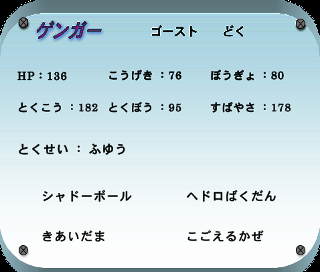 ゲンガー ゴースト どく
HP：136 こうげき：76 ぼうぎょ：80
とくこう：182 とくぼう：95 すばやさ：178
とくせい： ふゆう
シャドーボール ヘドロばくだん
きあいだま こごえるかぜ